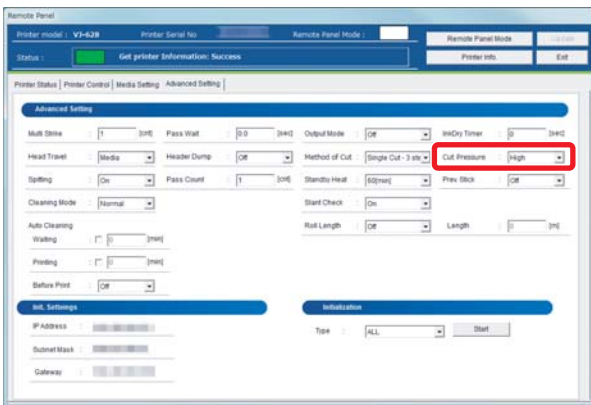 Remote Panel
Printer model : VJ-628 Printer Serial No Remote Panel Mode : Remote Panel Mode
Status : Get printer Information: Success Printer Info. Exit
Printer Status Printer Control Media Setting Advanced Setting
Advanced Setting
Multi Strike : 1 [cnt] Pass Wait : 0.0 [sec] Output Mode : Off InkDry Timer : 0 [sec]
Head Travel : Media Header Dump : Off Method of Cut : Single Cut - 3 ste Cut Pressure : High
Spitting : On Pass Count : 1 [cnt] Standby Heat : 60[min] Prev Stick : Off
Cleaning Mode : Normal Slant Check : On
Auto Cleaning Roll Length : Off Length : 0 [m]
Waiting : 0 [min]
Printing : 0 [min]
Before Print : Off
Init. Settings Initialization
IP Address : Type : ALL Start
Subnet Mask :
Gateway :